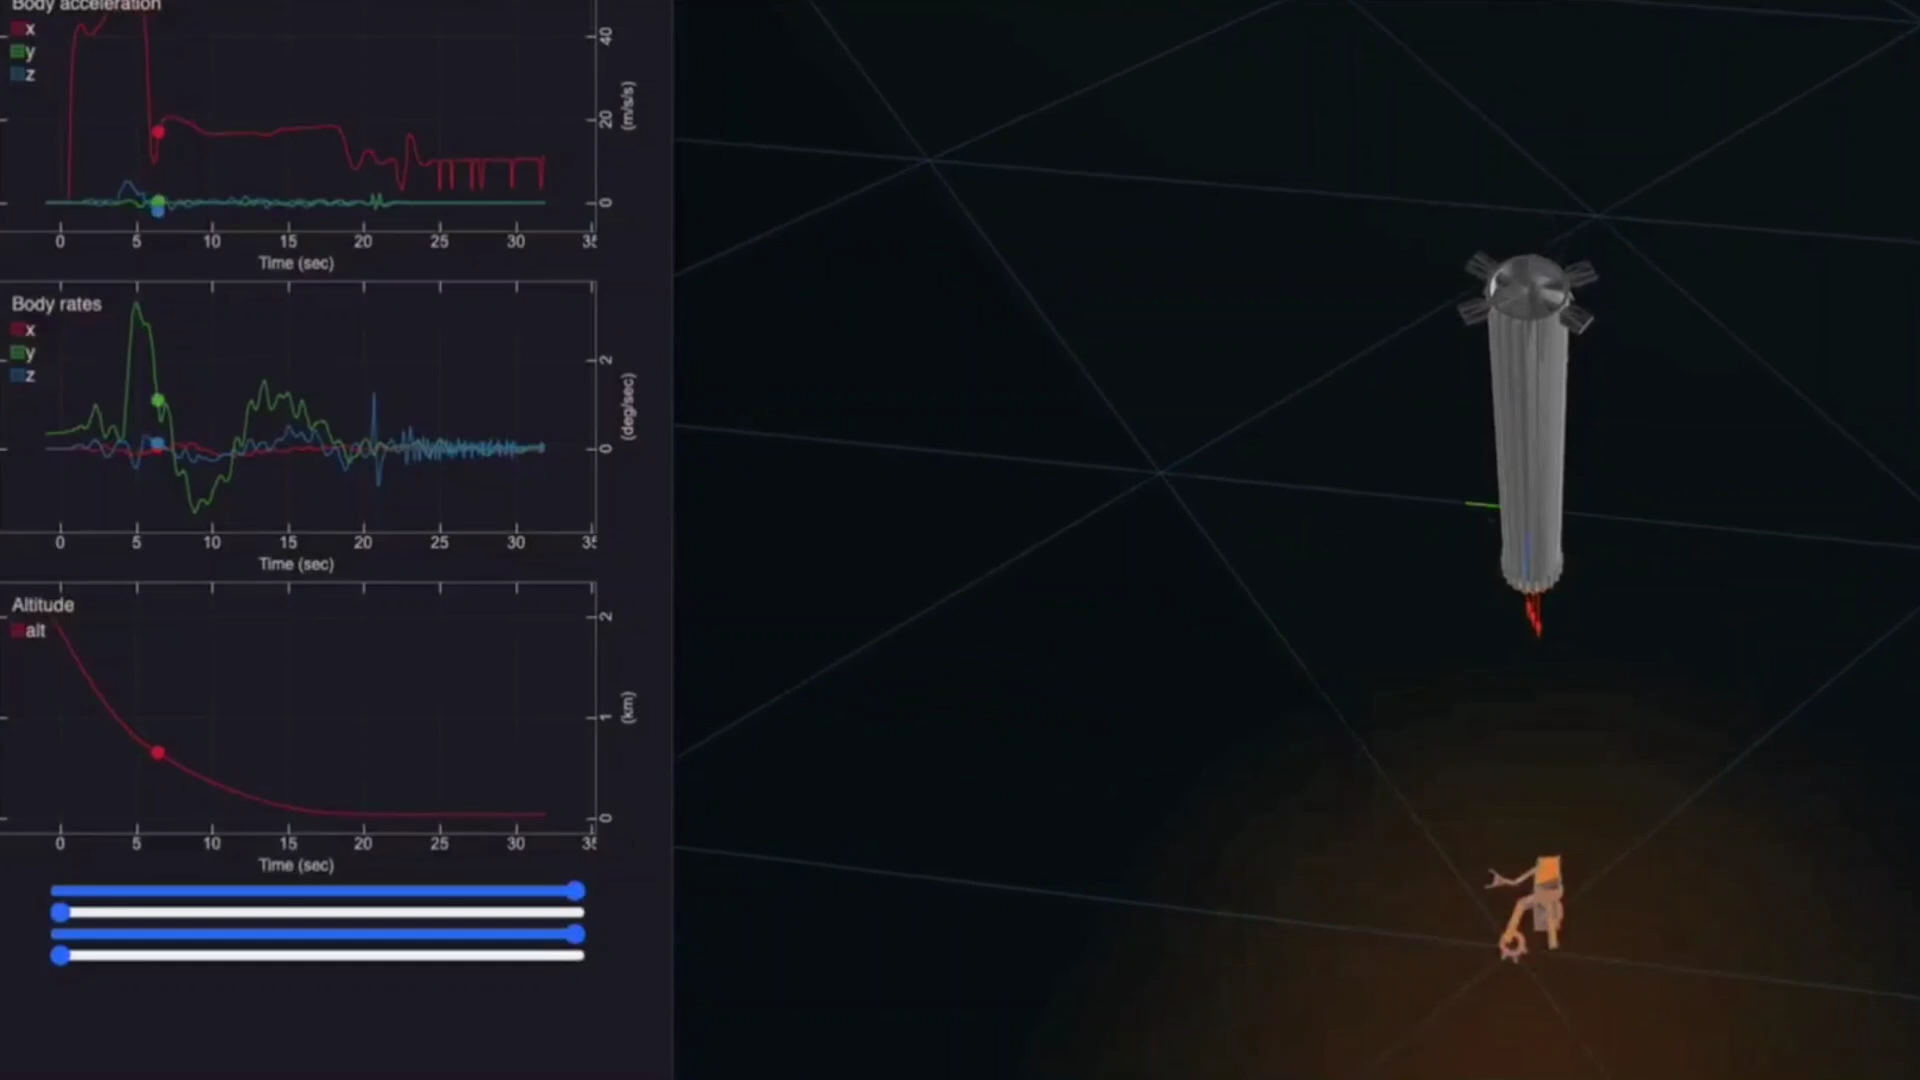 Body acceleration
x
y
z
40
20
0
(m/s/s)
0 5 10 15 20 25 30 35
Time (sec)
Body rates
x
y
z
2
0
(deg/sec)
0 5 10 15 20 25 30 35
Time (sec)
Altitude
alt
2
1
0
(km)
0 5 10 15 20 25 30 35
Time (sec)